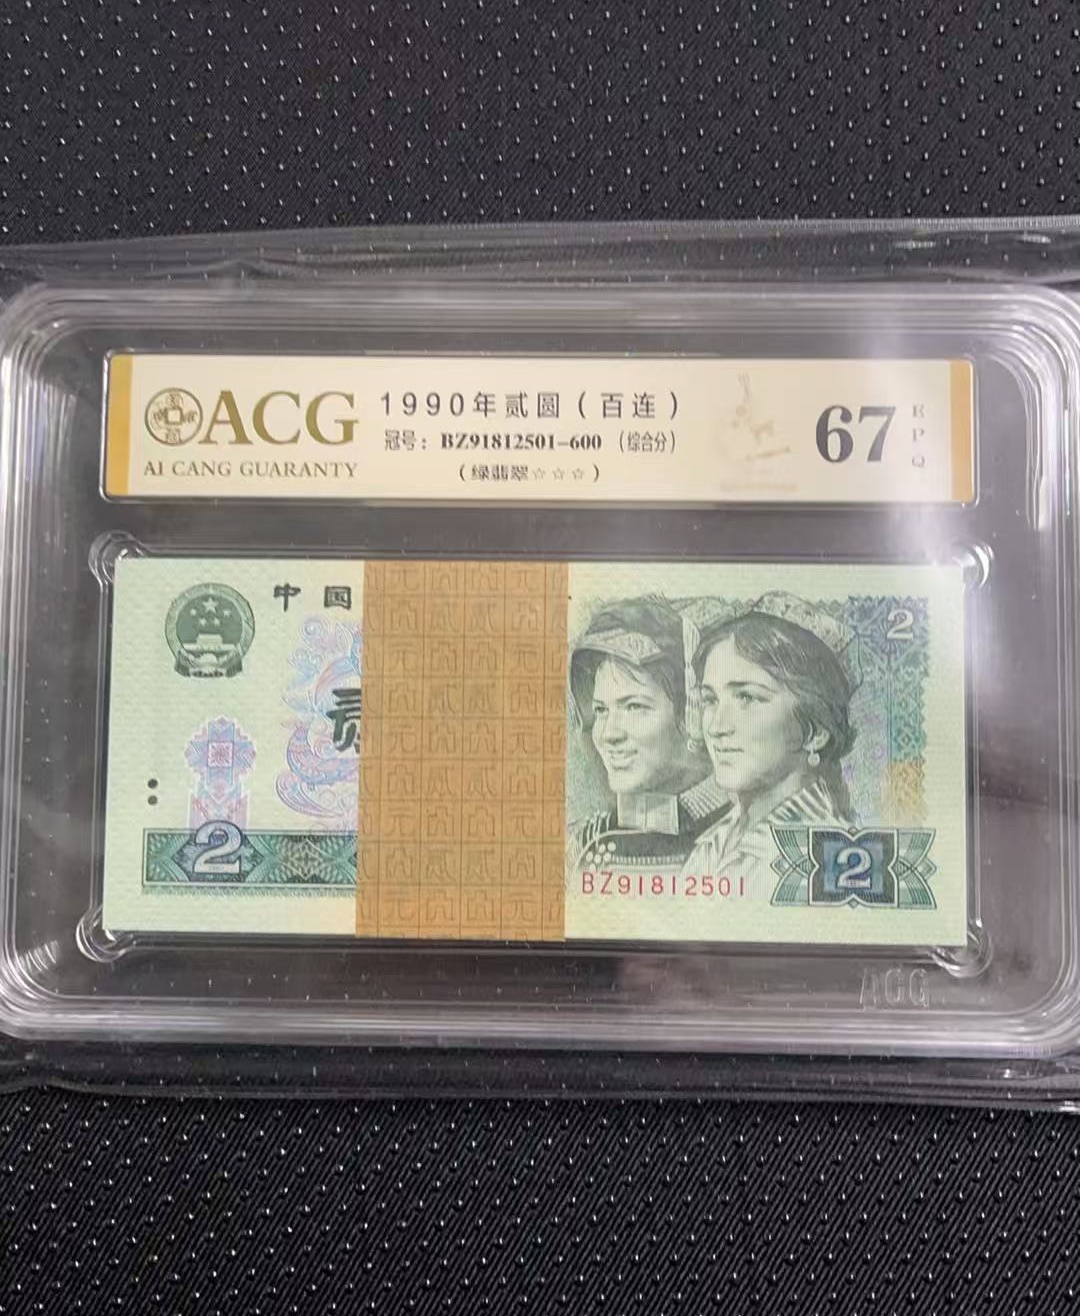 ACG
AI CANG GUARANTY
1990年贰圆(百连)
冠号: BZ91812501-600 (综合分)
(绿翡翠☆☆☆)
67
EPQ
中国
贰
2
2
2
BZ91812501
ACG